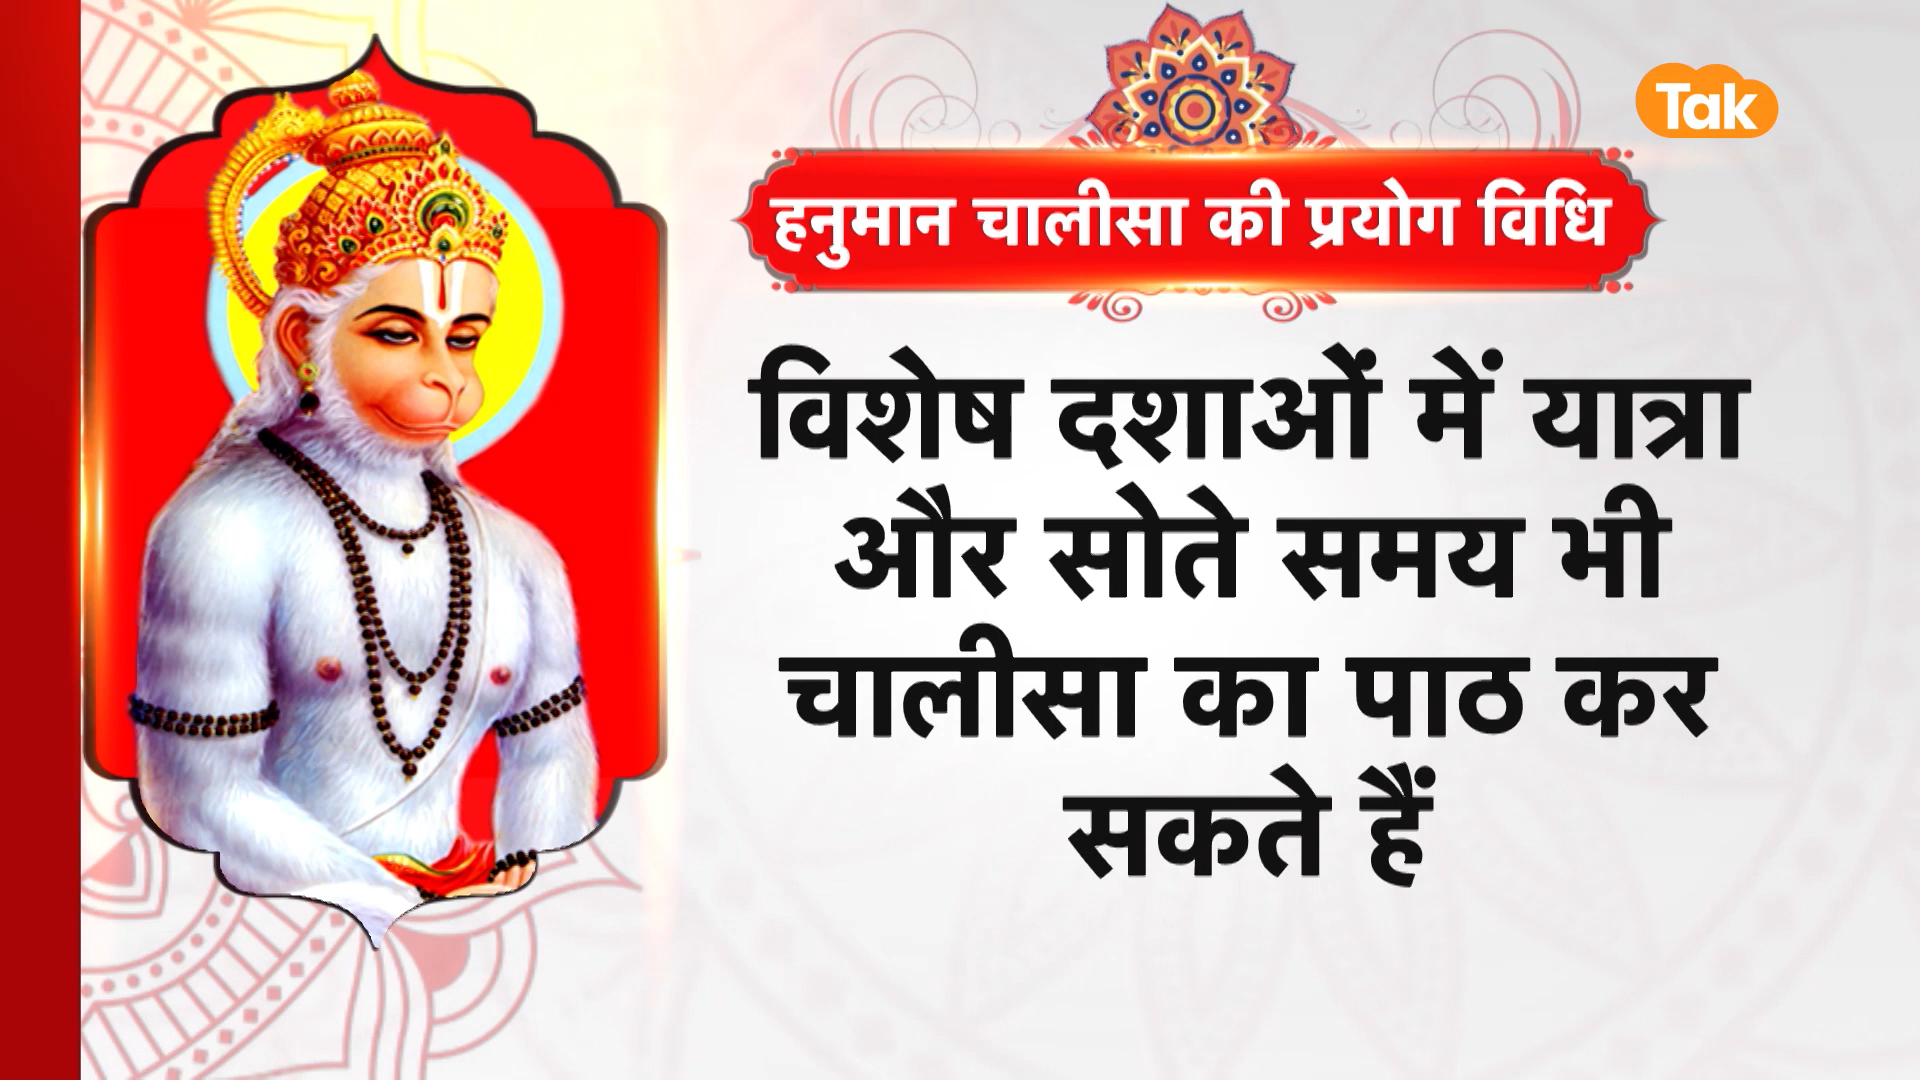 Tak
हनुमान चालीसा की प्रयोग विधि
विशेष दशाओं में यात्रा
और सोते समय भी
चालीसा का पाठ कर
सकते हैं